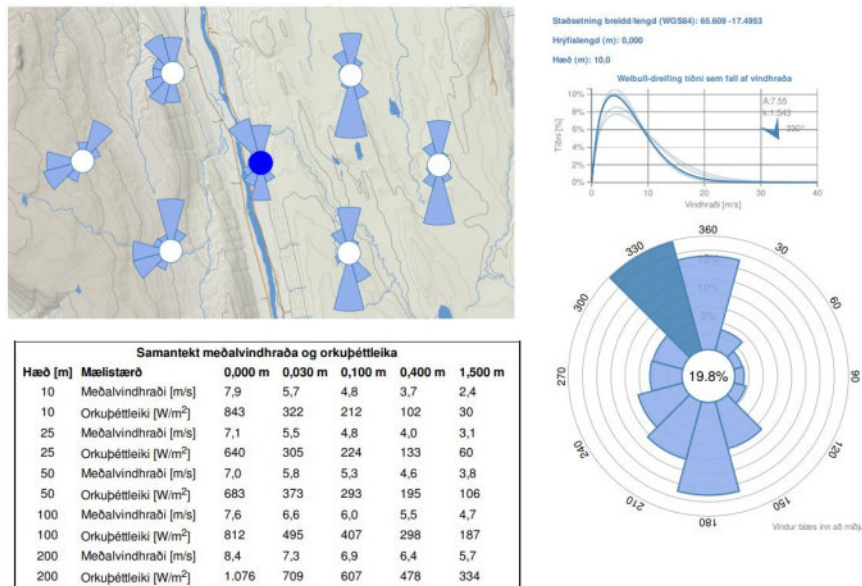 Staðsetning breidd/lengd (WGS84): 65.609 -17.4953
Hrýfislengd (m): 0,000
Hæð (m): 10,0
Weibull-dreifing tíðni sem fall af vindhraða
10%
8%
6%
4%
2%
0%
Tíðni [%]
A:7.55
k:1.543
330°
0 10 20 30 40
Vindhraði [m/s]
360
30
60
90
120
150
180
210
240
270
300
330
15%
10%
5%
19.8%
Vindur blæs inn að miðju
Samantekt meðalvindhraða og orkuþéttleika
Hæð [m] Mælistærð 0,000 m 0,030 m 0,100 m 0,400 m 1,500 m
10 Meðalvindhraði [m/s] 7,9 5,7 4,8 3,7 2,4
10 Orkuþéttleiki [W/m²] 843 322 212 102 30
25 Meðalvindhraði [m/s] 7,1 5,5 4,8 4,0 3,1
25 Orkuþéttleiki [W/m²] 640 305 224 133 60
50 Meðalvindhraði [m/s] 7,0 5,8 5,3 4,6 3,8
50 Orkuþéttleiki [W/m²] 683 373 293 195 106
100 Meðalvindhraði [m/s] 7,6 6,6 6,0 5,5 4,7
100 Orkuþéttleiki [W/m²] 812 495 407 298 187
200 Meðalvindhraði [m/s] 8,4 7,3 6,9 6,4 5,7
200 Orkuþéttleiki [W/m²] 1.076 709 607 478 334